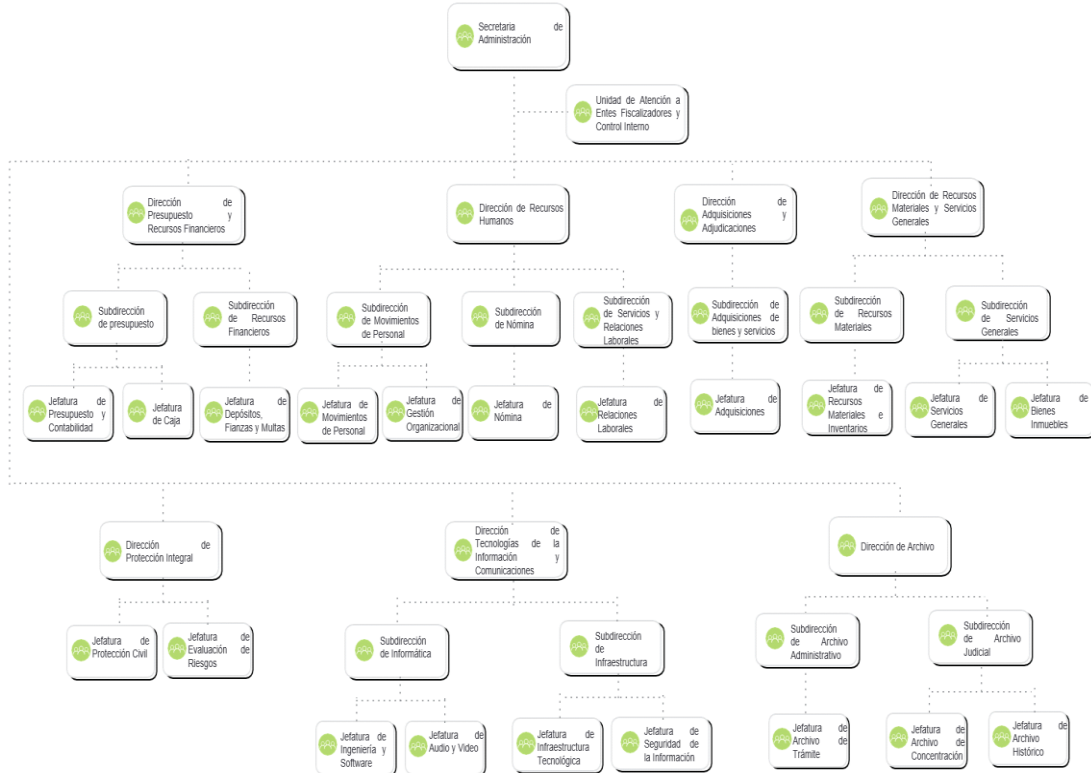 Secretaria de
Administración
Unidad de Atención a
Entes Fiscalizadores y
Control Interno
Dirección de
Presupuesto y
Recursos Financieros
Dirección de Recursos
Humanos
Dirección de
Adquisiciones y
Adjudicaciones
Dirección de Recursos
Materiales y Servicios
Generales
Subdirección
de presupuesto
Subdirección
de Recursos
Financieros
Subdirección
de Movimientos
de Personal
Subdirección
de Nómina
Subdirección
de Servicios y
Relaciones
Laborales
Subdirección de
Adquisiciones de
bienes y servicios
Subdirección
de Recursos
Materiales
Subdirección
de Servicios
Generales
Jefatura de
Presupuesto y
Contabilidad
Jefatura
de Caja
Jefatura de
Depósitos,
Fianzas y Multas
Jefatura de
Movimientos
de Personal
Jefatura de
Gestión
Organizacional
Jefatura de
Nómina
Jefatura de
Relaciones
Laborales
Jefatura de
Adquisiciones
Jefatura de
Recursos
Materiales e
Inventarios
Jefatura de
Servicios
Generales
Jefatura de
Bienes
Inmuebles
Dirección de
Protección Integral
Dirección de
Tecnologías de la
Información y
Comunicaciones
Dirección de Archivo
Jefatura de
Protección Civil
Jefatura de
Evaluación de
Riesgos
Subdirección
de Informática
Subdirección
de
Infraestructura
Subdirección
de Archivo
Administrativo
Subdirección
de Archivo
Judicial
Jefatura de
Ingeniería y
Software
Jefatura de
Audio y Video
Jefatura de
Infraestructura
Tecnológica
Jefatura de
Seguridad de
la Información
Jefatura de
Archivo de
Trámite
Jefatura de
Archivo de
Concentración
Jefatura de
Archivo
Histórico